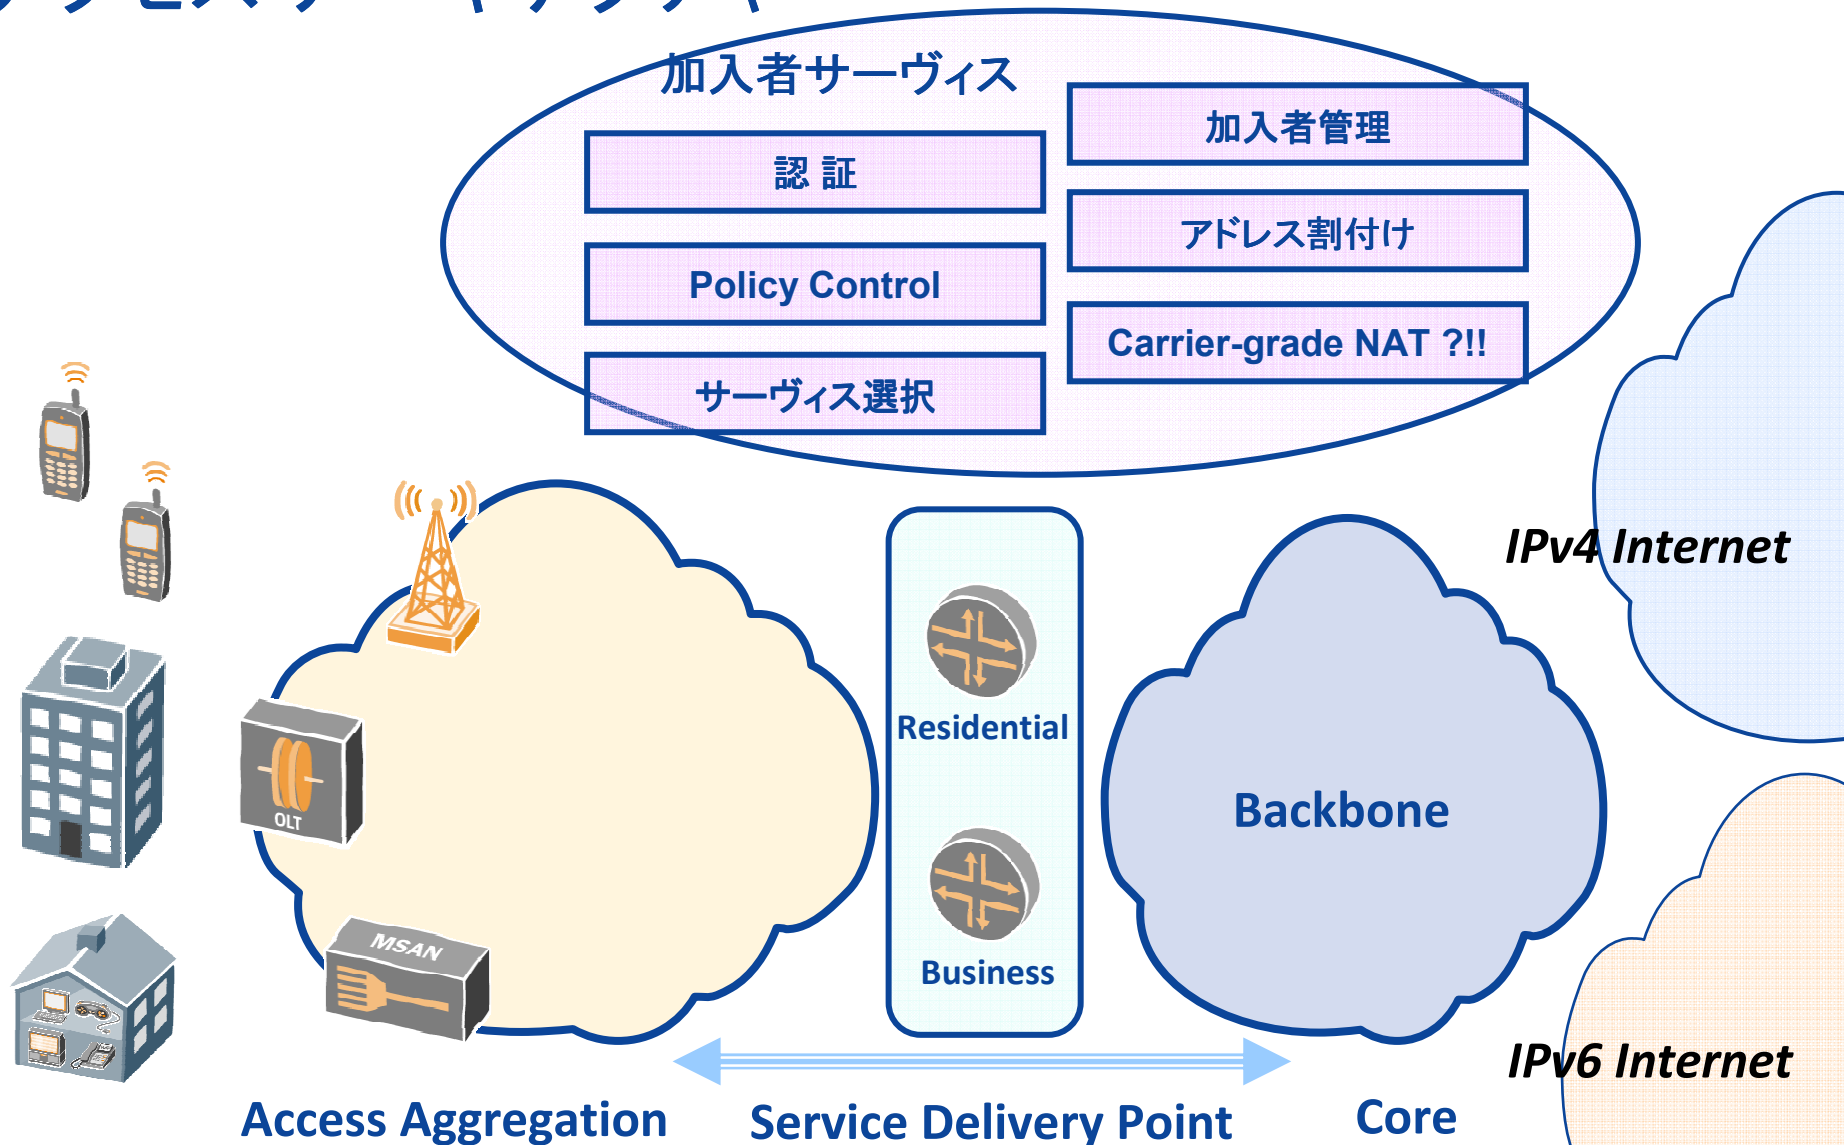 加入者サーヴィス
加入者管理
認 証
アドレス割付け
Policy Control
Carrier-grade NAT ?!!
サーヴィス選択
IPv4 Internet
Residential
OLT
Backbone
MSAN
Business
IPv6 Internet
Access Aggregation
Service Delivery Point
Core